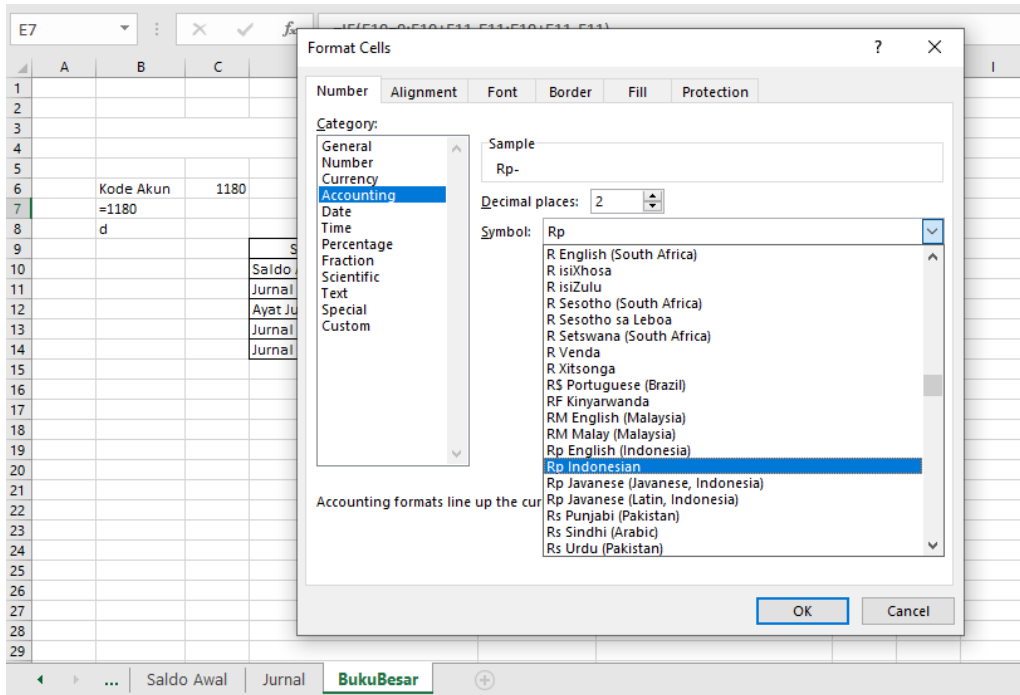 E7 fx =IF(F10=0;E10+E11-F11;F10+F11-E11)
Format Cells ? ×
A B C I
Number Alignment Font Border Fill Protection
1
2
3
4
5
6 Kode Akun 1180
7 =1180
8 d
9 S
10 Saldo
11 Jurnal
12 Ayat Ju
13 Jurnal
14 Jurnal
15
16
17
18
19
20
21
22
23
24
25
26
27
28
29
Category:
General
Number
Currency
Accounting
Date
Time
Percentage
Fraction
Scientific
Text
Special
Custom
Sample
Rp-
Decimal places: 2
Symbol: Rp
R English (South Africa)
R isiXhosa
R isiZulu
R Sesotho (South Africa)
R Sesotho sa Leboa
R Setswana (South Africa)
R Venda
R Xitsonga
R$ Portuguese (Brazil)
RF Kinyarwanda
RM English (Malaysia)
RM Malay (Malaysia)
Rp English (Indonesia)
Rp Indonesian
Rp Javanese (Javanese, Indonesia)
Rp Javanese (Latin, Indonesia)
Rs Punjabi (Pakistan)
Rs Sindhi (Arabic)
Rs Urdu (Pakistan)
Accounting formats line up the cur
OK Cancel
... Saldo Awal Jurnal BukuBesar